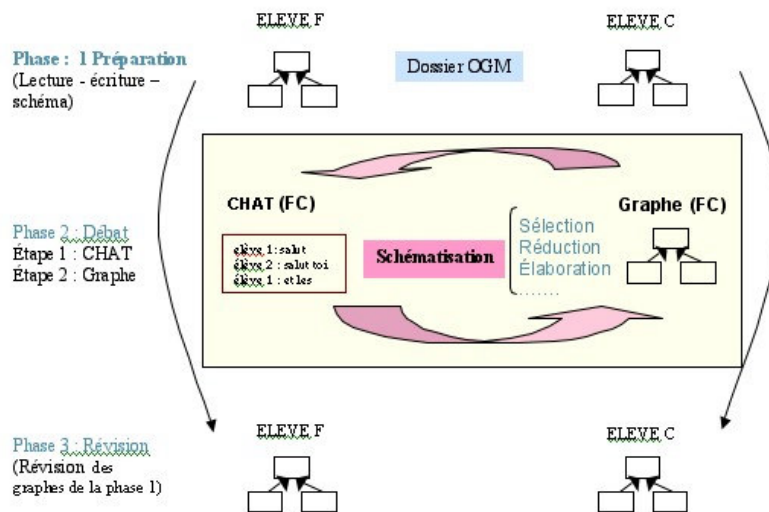 ELEVE F
ELEVE C
Phase : 1 Préparation
(Lecture - écriture –
schéma)
Dossier OGM
CHAT (FC)
Graphe (FC)
Phase 2 : Débat
Étape 1 : CHAT
Étape 2 : Graphe
élève 1 : salut
élève 2 : salut toi
élève 1 : et les
Schématisation
Sélection
Réduction
Élaboration
........
Phase 3 : Révision
(Révision des
graphes de la phase 1)
ELEVE F
ELEVE C